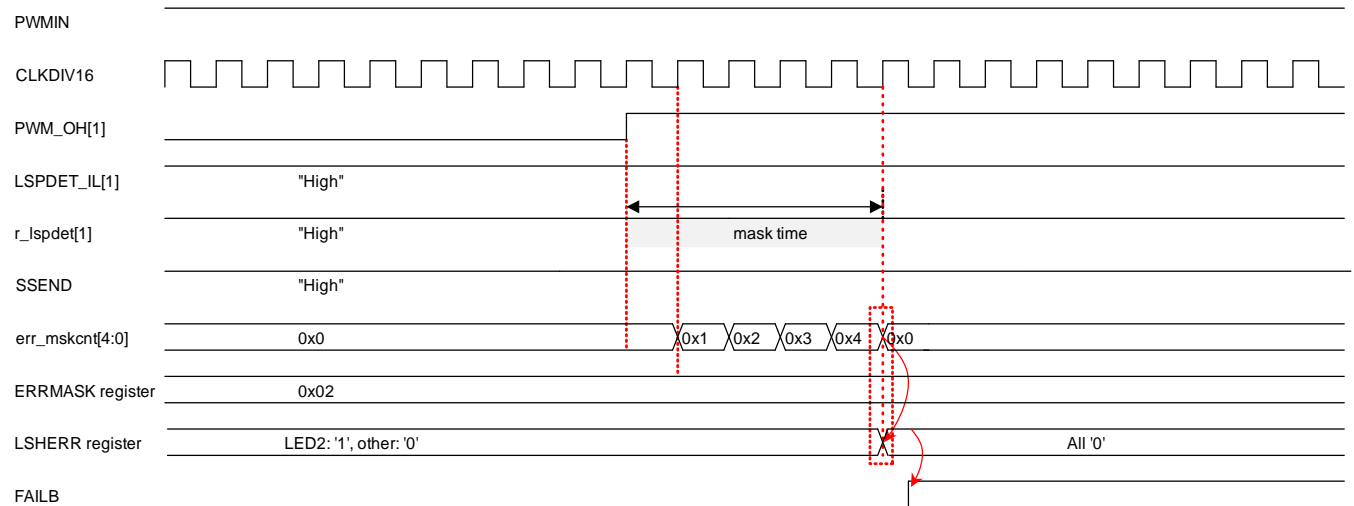 PWMIN
CLKDIV16
PWM_OH[1]
LSPDET_IL[1] "High"
r_lspdet[1] "High" mask time
SSEND "High"
err_mskcnt[4:0] 0x0 0x1 0x2 0x3 0x4 0x0
ERRMASK register 0x02
LSHERR register LED2: '1', other: '0' All '0'
FAILB